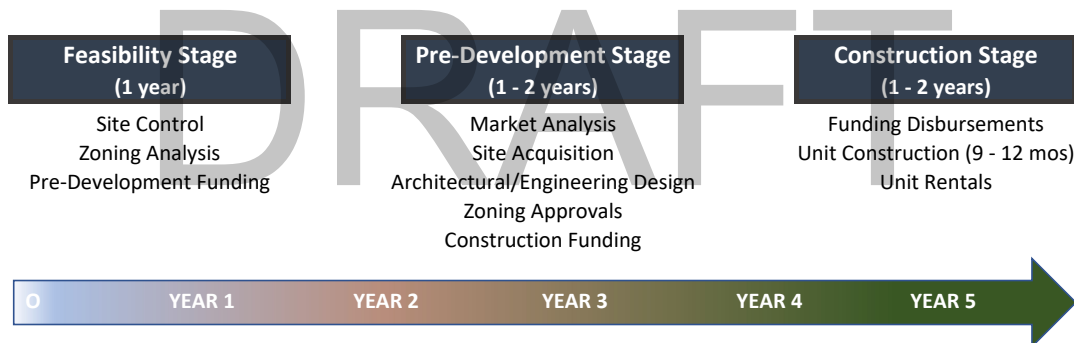 DRAFT
Feasibility Stage
(1 year)
Site Control
Zoning Analysis
Pre-Development Funding
Pre-Development Stage
(1 - 2 years)
Market Analysis
Site Acquisition
Architectural/Engineering Design
Zoning Approvals
Construction Funding
Construction Stage
(1 - 2 years)
Funding Disbursements
Unit Construction (9 - 12 mos)
Unit Rentals
O YEAR 1 YEAR 2 YEAR 3 YEAR 4 YEAR 5